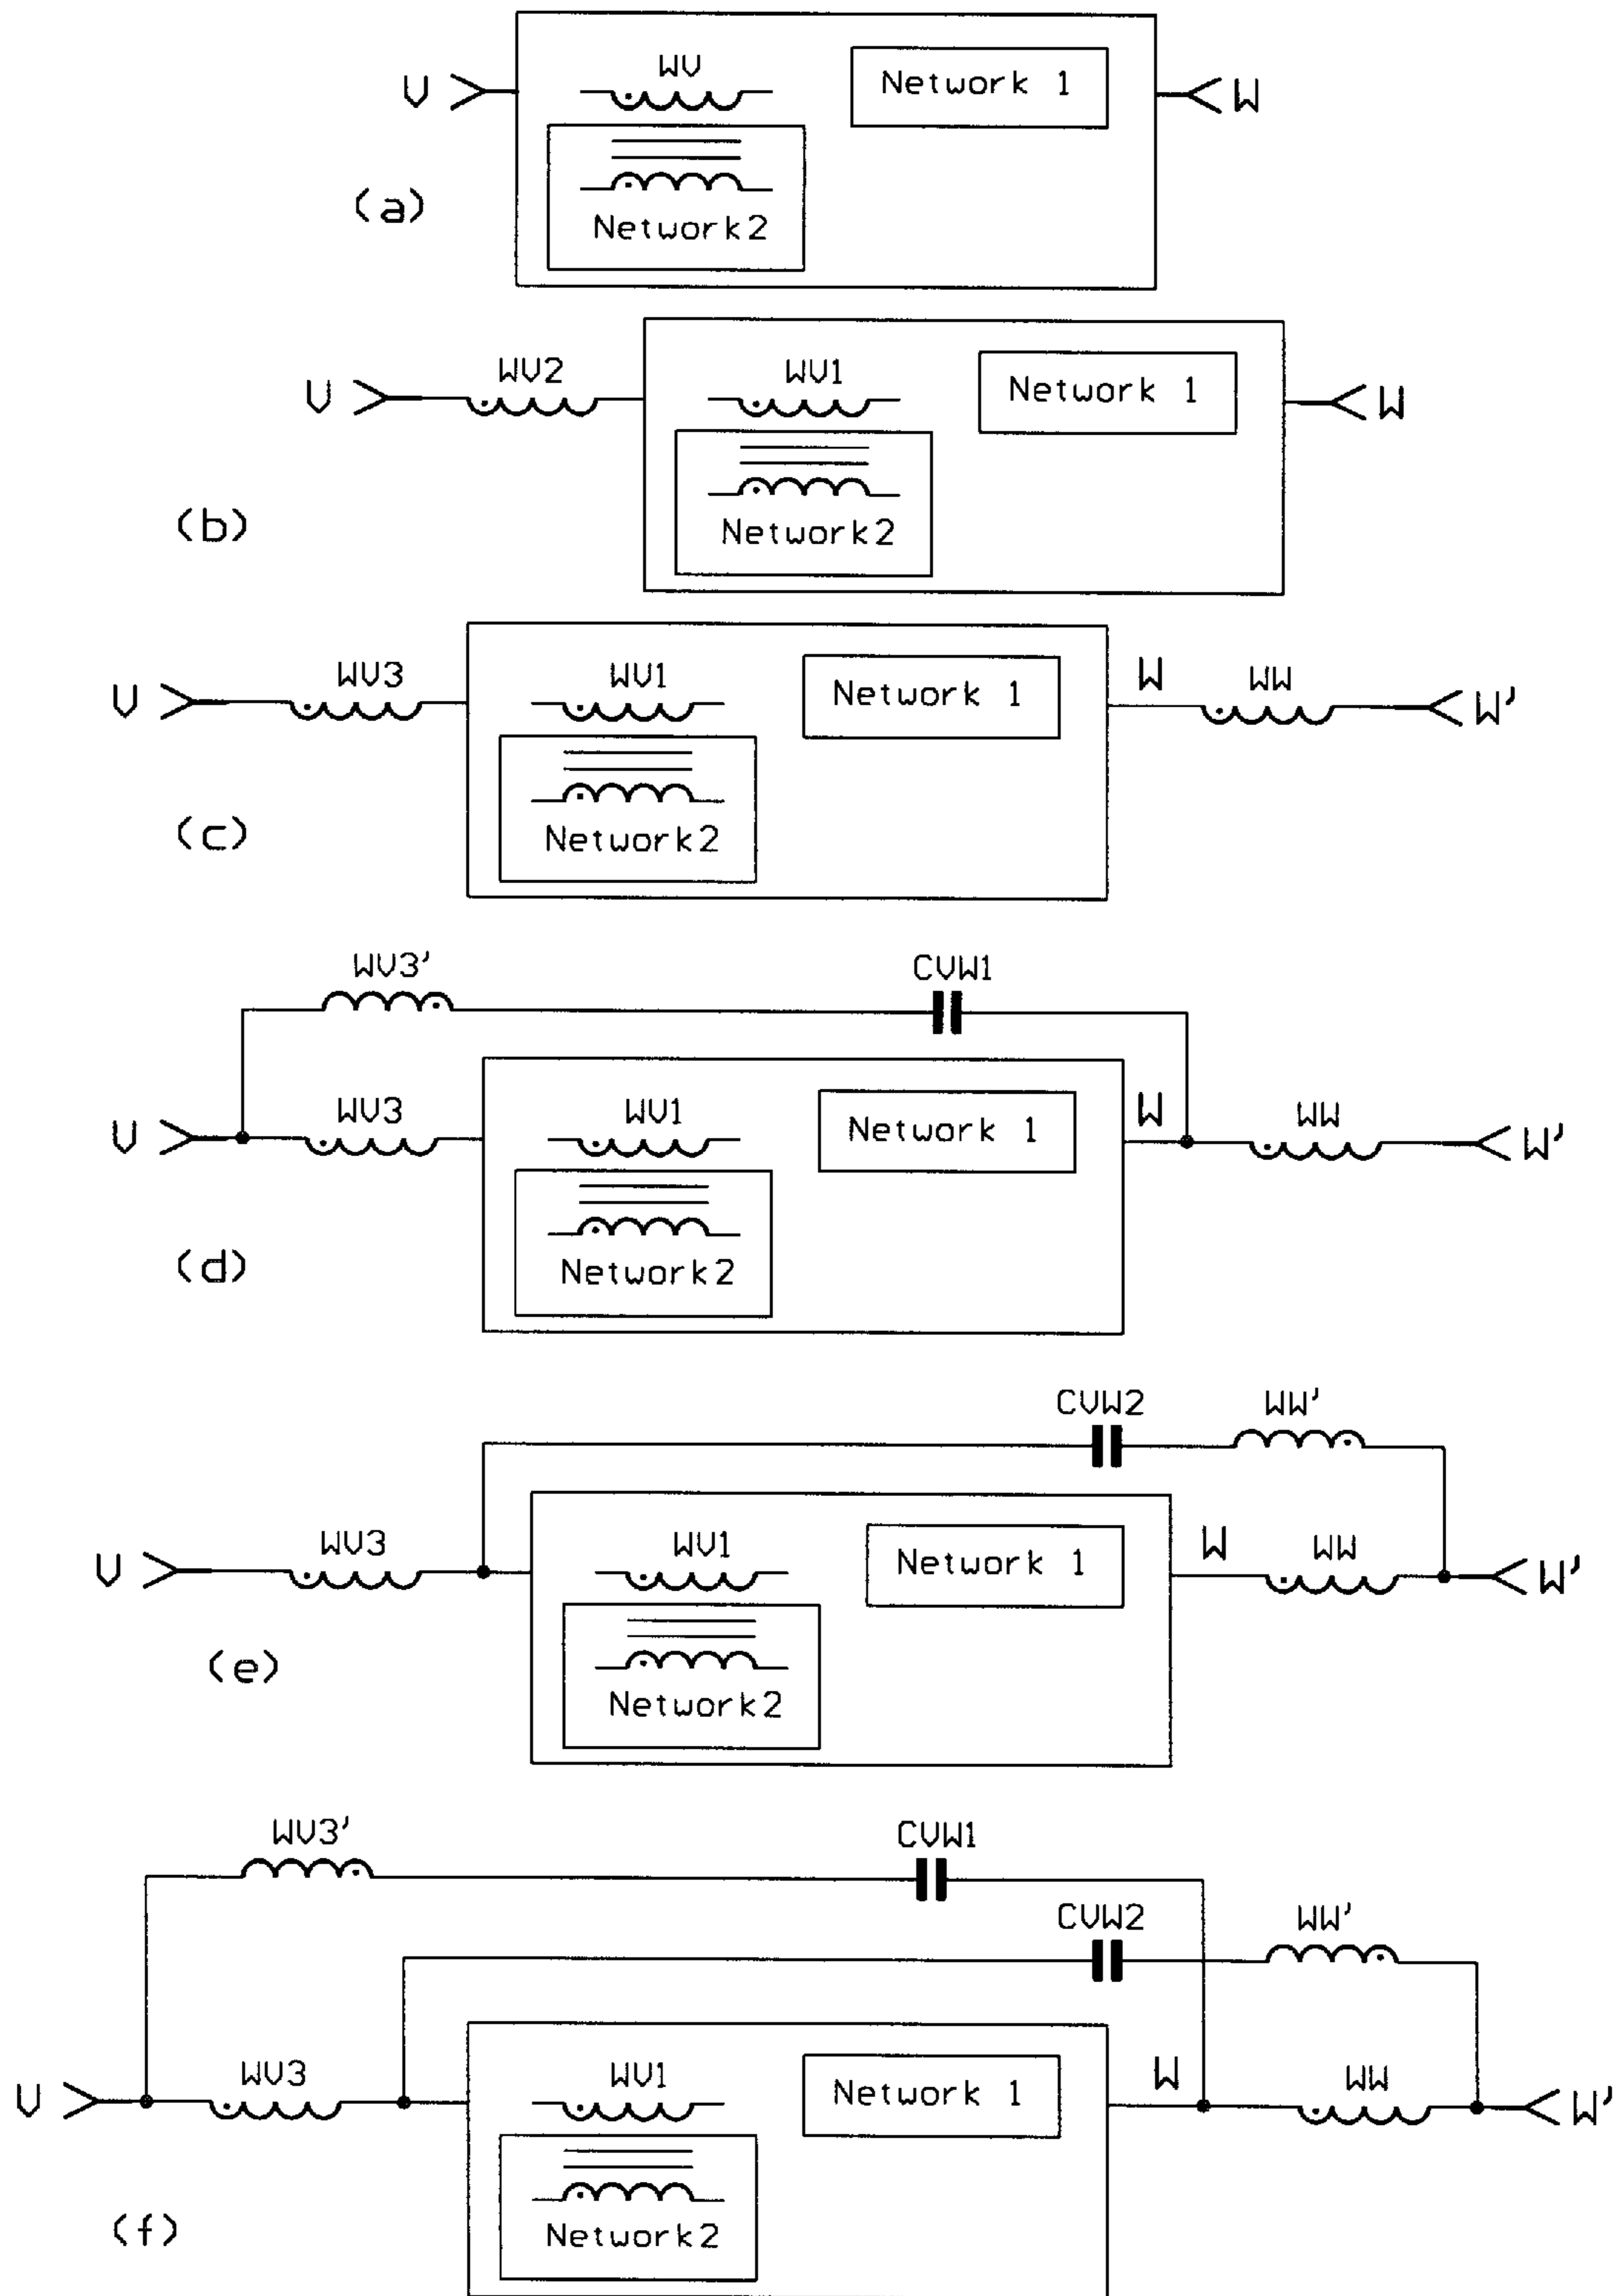 WV
Network 1
V
W
Network2
(a)
WV2
WV1
Network 1
V
W
Network2
(b)
WV3
WV1
Network 1
W
WW
V
W'
Network2
(c)
WV3'
CVW1
WV3
WV1
Network 1
W
WW
V
W'
Network2
(d)
CVW2
WW'
WV3
WV1
Network 1
W
WW
V
W'
Network2
(e)
WV3'
CVW1
CVW2
WW'
WV3
WV1
Network 1
W
WW
V
W'
Network2
(f)